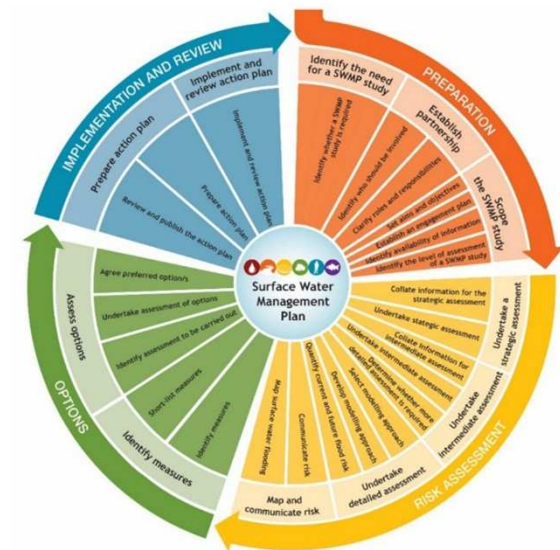 PREPARATION
Identify the need
for a SWMP study
Identify whether a SWMP
study is required
Establish
partnership
Identify who should be involved
Clarify roles and responsibilities
Scope
the SWMP
study
Set aims and objectives
Establish an engagement plan
Identify availability of information
Identify the level of assessment
of a SWMP study
RISK ASSESSMENT
Undertake a
strategic assessment
Collate information for the
strategic assessment
Undertake stategic assessment
Undertake
intermediate assessment
Collate information for
intermediate assessment
Undertake intermediate assessment
Determine whether more
detailed assessment is required
Undertake
detailed assessment
Select modelling approach
Develop modelling approach
Quantify current and future flood risk
Map and
communicate risk
Communicate risk
Map surface water flooding
OPTIONS
Identify measures
Identify measures
Short-list measures
Assess options
Identify assessment to be carried out
Undertake assessment of options
Agree preferred option/s
IMPLEMENTATION AND REVIEW
Prepare action plan
Review and publish the action plan
Prepare action plan
Implement and
review action plan
Implement and review action plan
Surface Water
Management
Plan